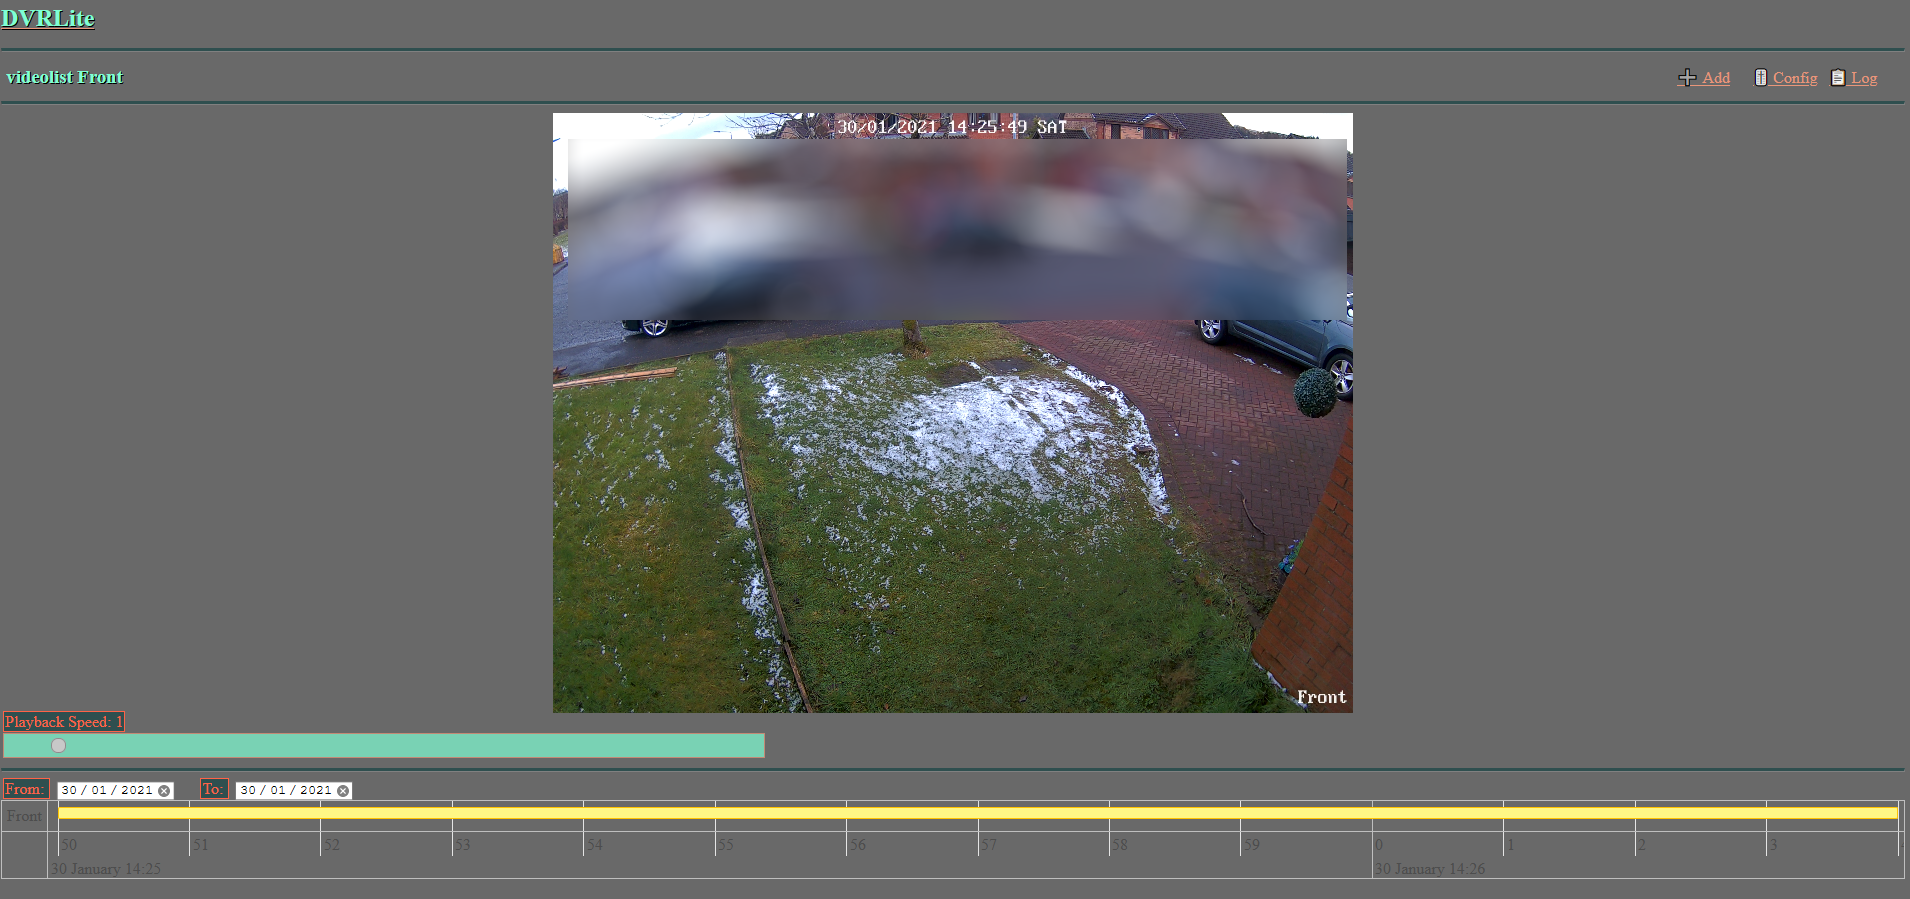 DVRLite
videolist Front
Add Config Log
30/01/2021 14:25:49 SAT
Front
Playback Speed: 1
From: 30 / 01 / 2021 To: 30 / 01 / 2021
Front
50 51 52 53 54 55 56 57 58 59 0 1 2 3
30 January 14:25 30 January 14:26